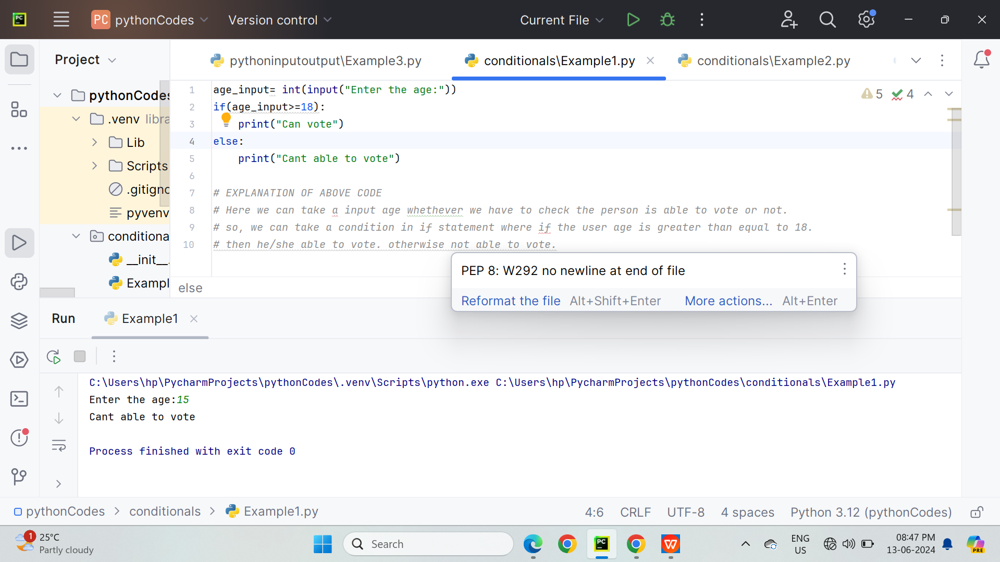 PC pythonCodes Version control Current File
Project
pythoninputoutput\Example3.py conditionals\Example1.py conditionals\Example2.py
pythonCodes
.venv libra
Lib
Scripts
.gitigno
pyvenv
conditiona
__init__.
Exampl
5 4
1 age_input= int(input("Enter the age:"))
2 if(age_input>=18):
3 print("Can vote")
4 else:
5 print("Cant able to vote")
6
7 # EXPLANATION OF ABOVE CODE
8 # Here we can take a input age whethever we have to check the person is able to vote or not.
9 # so, we can take a condition in if statement where if the user age is greater than equal to 18.
10 # then he/she able to vote. otherwise not able to vote.
PEP 8: W292 no newline at end of file
Reformat the file Alt+Shift+Enter More actions... Alt+Enter
else
Run Example1
C:\Users\hp\PycharmProjects\pythonCodes\.venv\Scripts\python.exe C:\Users\hp\PycharmProjects\pythonCodes\conditionals\Example1.py
Enter the age:15
Cant able to vote
Process finished with exit code 0
pythonCodes > conditionals > Example1.py 4:6 CRLF UTF-8 4 spaces Python 3.12 (pythonCodes)
1 25°C
Partly cloudy
Search
PC
W
ENG
US
08:47 PM
13-06-2024
PRE